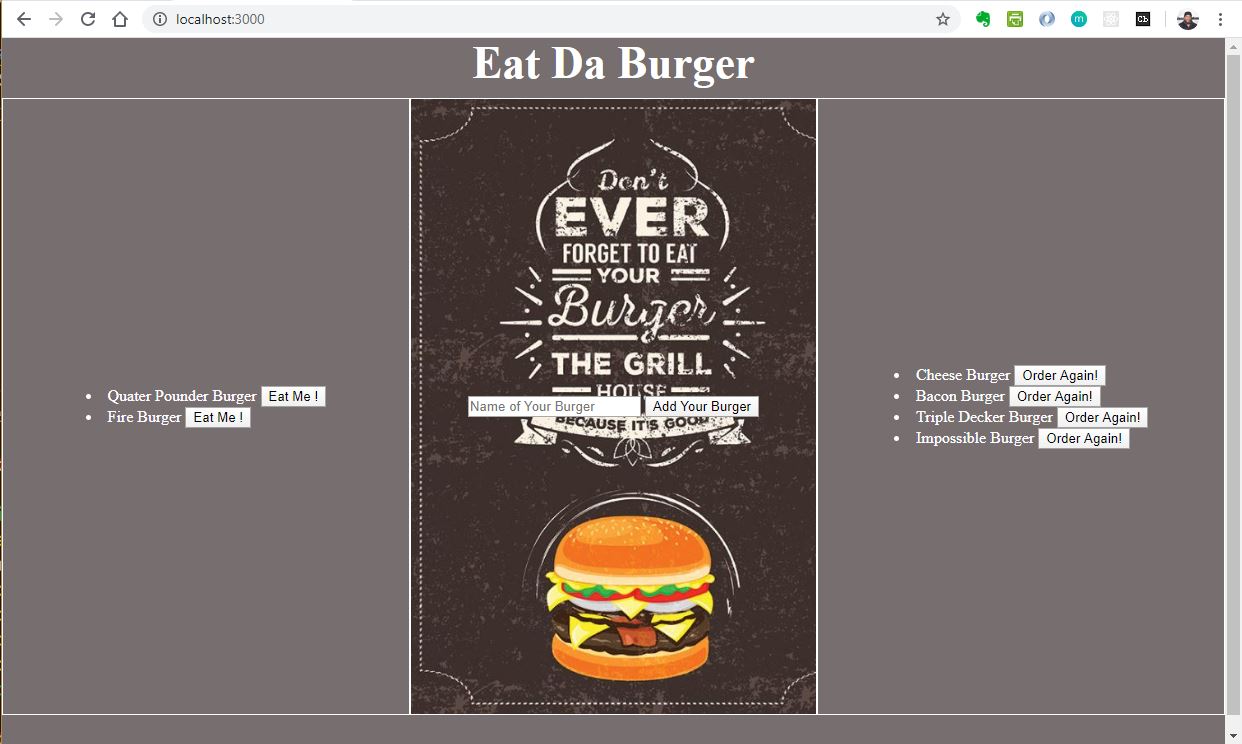 localhost:3000
Eat Da Burger
Quater Pounder Burger Eat Me !
Fire Burger Eat Me !
Don't
EVER
FORGET TO EAT
YOUR
Burger
THE GRILL
HOUSE
Name of Your Burger Add Your Burger
BECAUSE IT'S GOOD
Cheese Burger Order Again!
Bacon Burger Order Again!
Triple Decker Burger Order Again!
Impossible Burger Order Again!